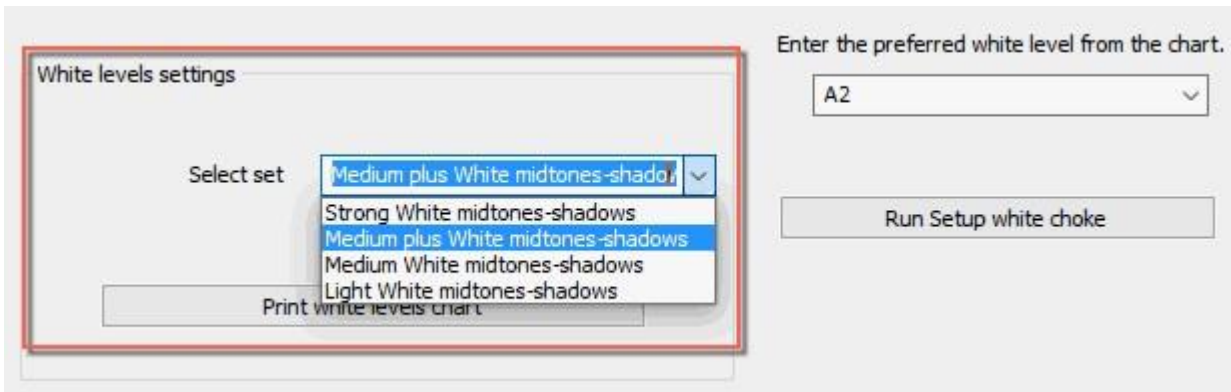 Enter the preferred white level from the chart.
White levels settings
A2
Select set
Medium plus White midtones-shado
Strong White midtones-shadows
Medium plus White midtones-shadows
Medium White midtones-shadows
Light White midtones-shadows
Print white levels chart
Run Setup white choke